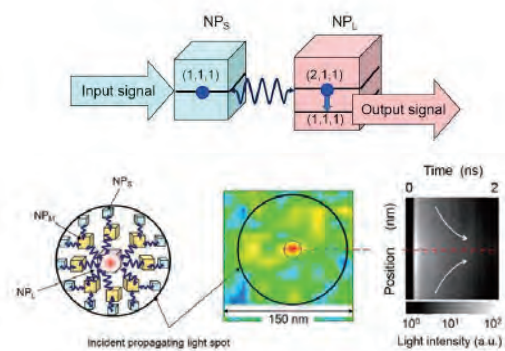 NPS NPL
Input signal
(1,1,1)
(2,1,1)
(1,1,1)
Output signal
NPS
NPM
NPL
Incident propagating light spot
150 nm
Time (ns)
0 2
Position (nm)
10⁰ 10¹ 10²
Light intensity (a.u.)